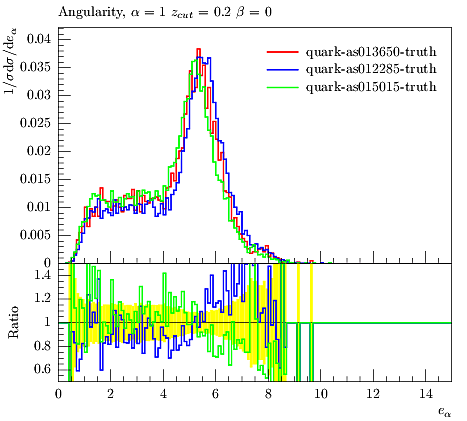 Angularity, α = 1 z_cut = 0.2 β = 0
1/σ dσ/de_α
quark-as013650-truth
quark-as012285-truth
quark-as015015-truth
0.04
0.035
0.03
0.025
0.02
0.015
0.01
0.005
0
Ratio
1.4
1.2
1
0.8
0.6
0 2 4 6 8 10 12 14
e_α